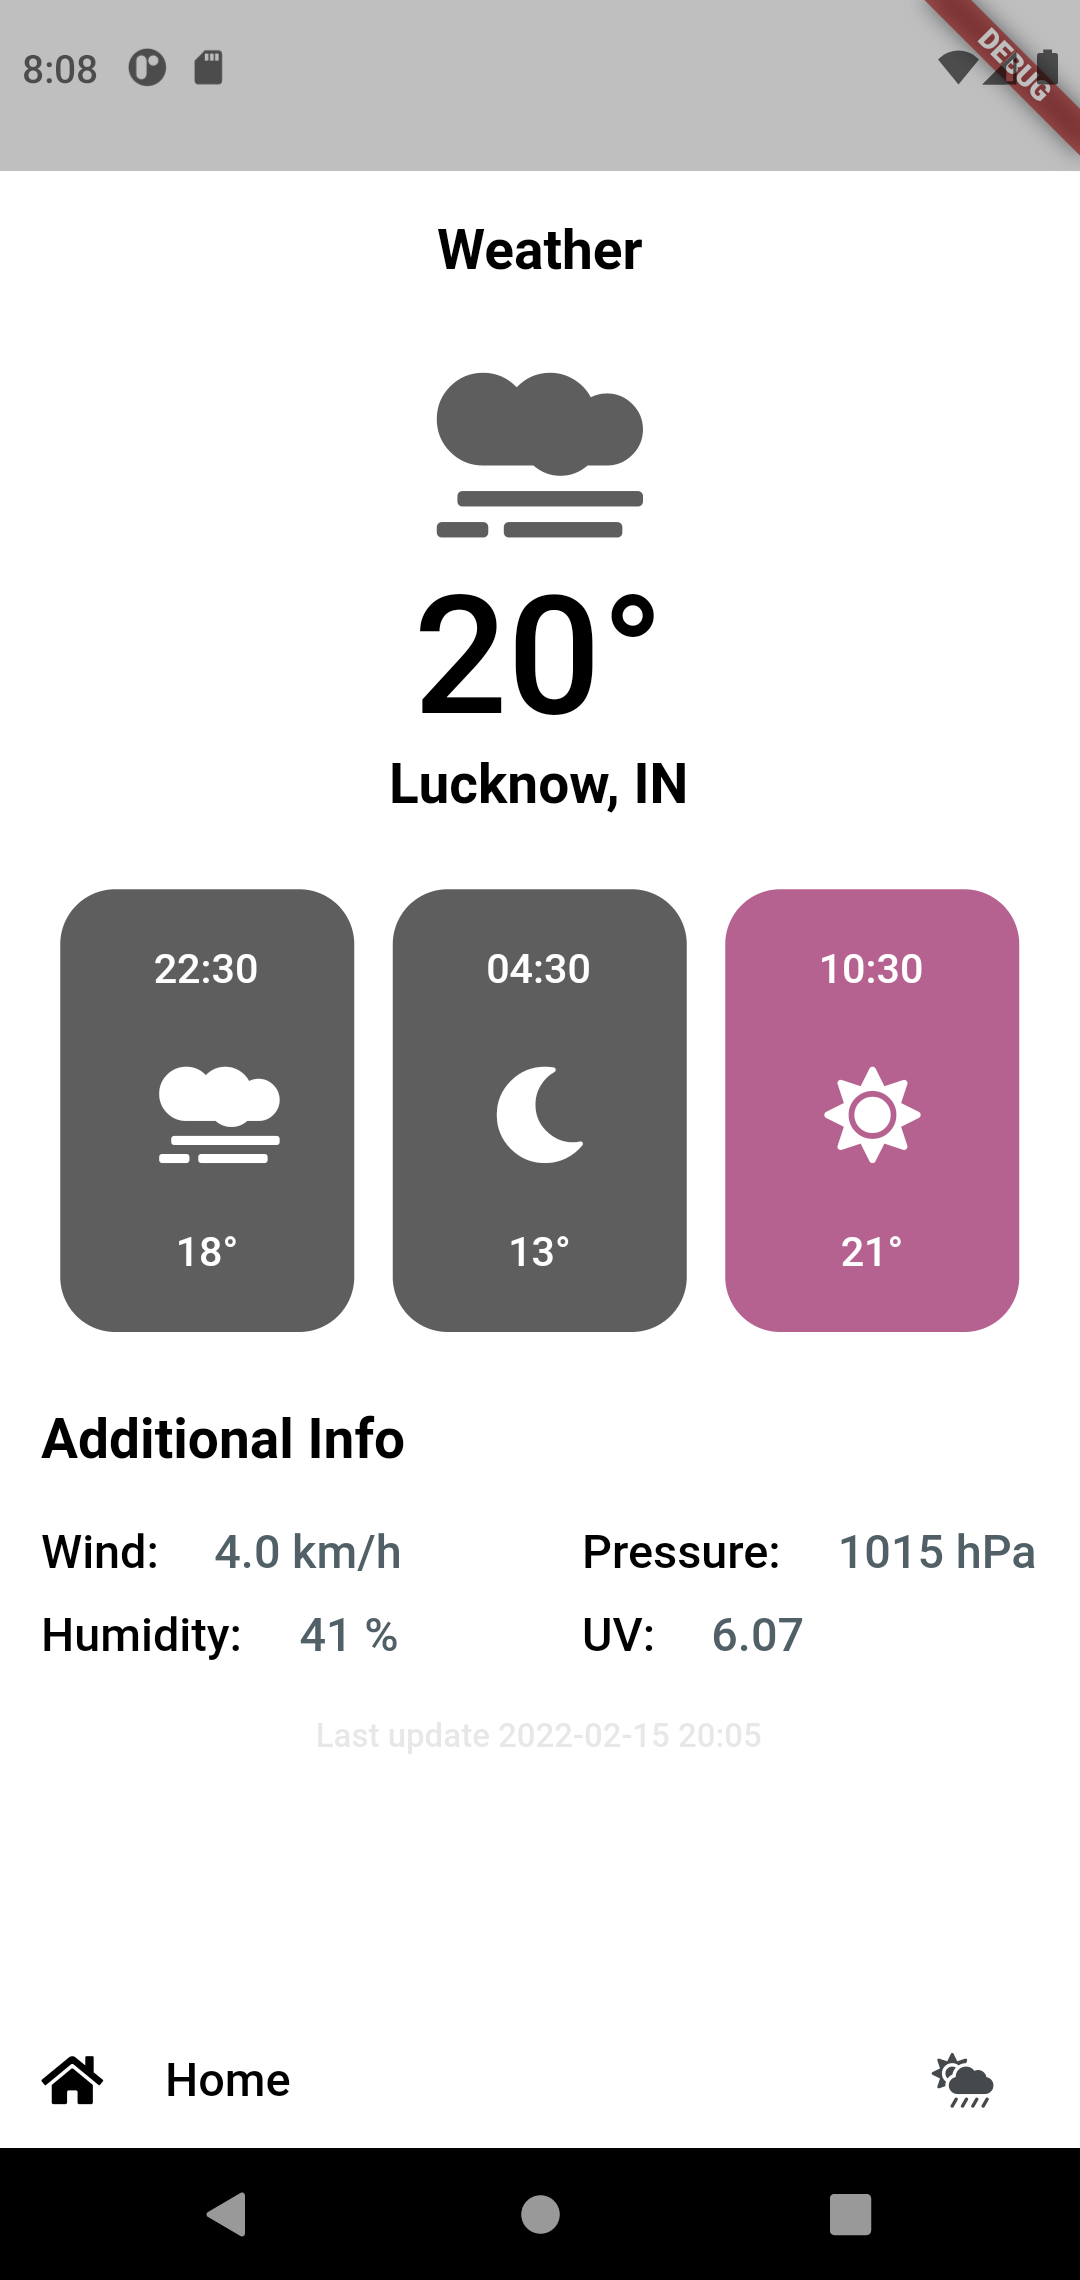 8:08
DEBUG
Weather
20°
Lucknow, IN
22:30 04:30 10:30
18° 13° 21°
Additional Info
Wind: 4.0 km/h Pressure: 1015 hPa
Humidity: 41 % UV: 6.07
Last update 2022-02-15 20:05
Home